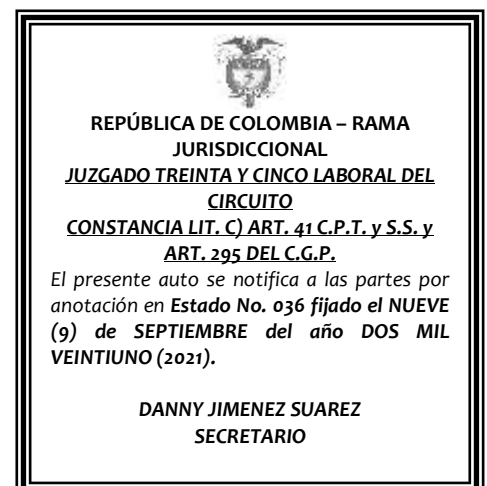 REPÚBLICA DE COLOMBIA – RAMA
JURISDICCIONAL
JUZGADO TREINTA Y CINCO LABORAL DEL
CIRCUITO
CONSTANCIA LIT. C) ART. 41 C.P.T. y S.S. y
ART. 295 DEL C.G.P.
El presente auto se notifica a las partes por
anotación en Estado No. 036 fijado el NUEVE
(9) de SEPTIEMBRE del año DOS MIL
VEINTIUNO (2021).
DANNY JIMENEZ SUAREZ
SECRETARIO